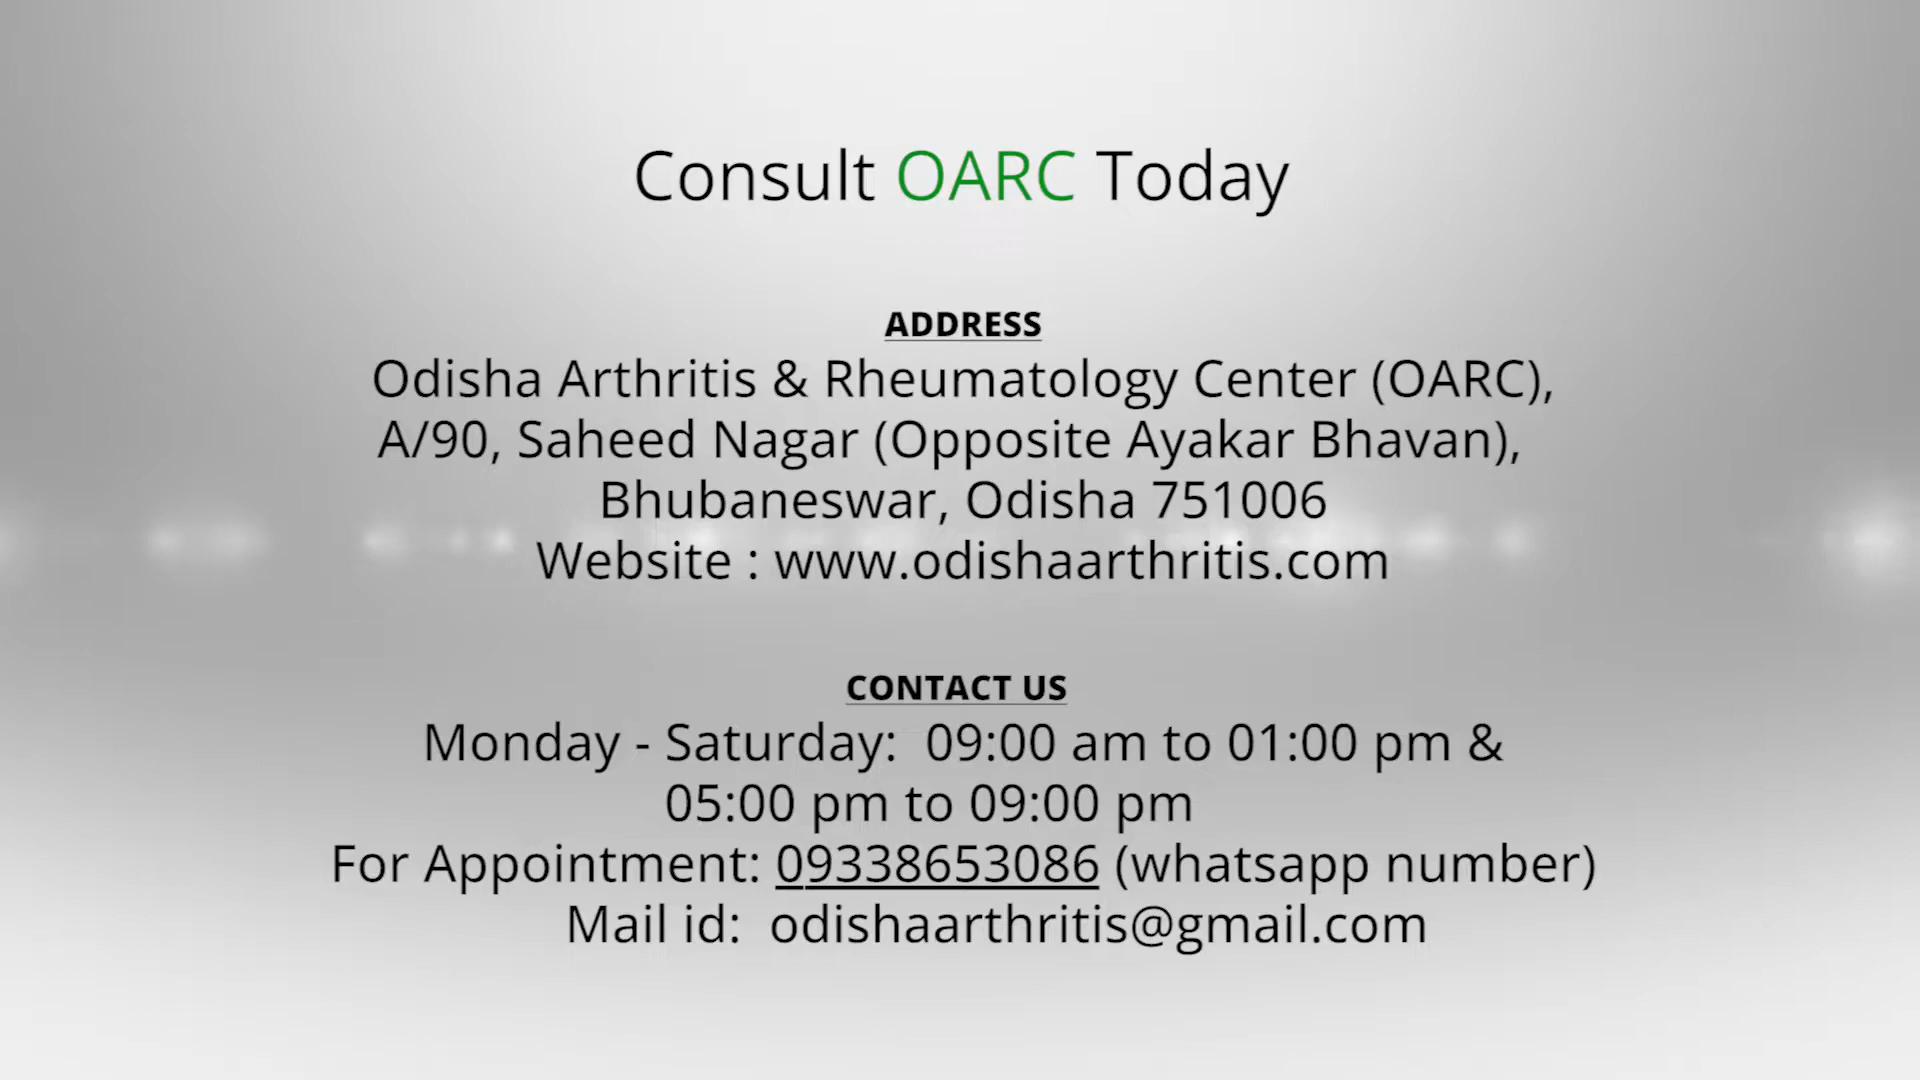 Consult OARC Today
ADDRESS
Odisha Arthritis & Rheumatology Center (OARC),
A/90, Saheed Nagar (Opposite Ayakar Bhavan),
Bhubaneswar, Odisha 751006
Website : www.odishaarthritis.com
CONTACT US
Monday - Saturday:  09:00 am to 01:00 pm &
05:00 pm to 09:00 pm
For Appointment: 09338653086 (whatsapp number)
Mail id:  odishaarthritis@gmail.com